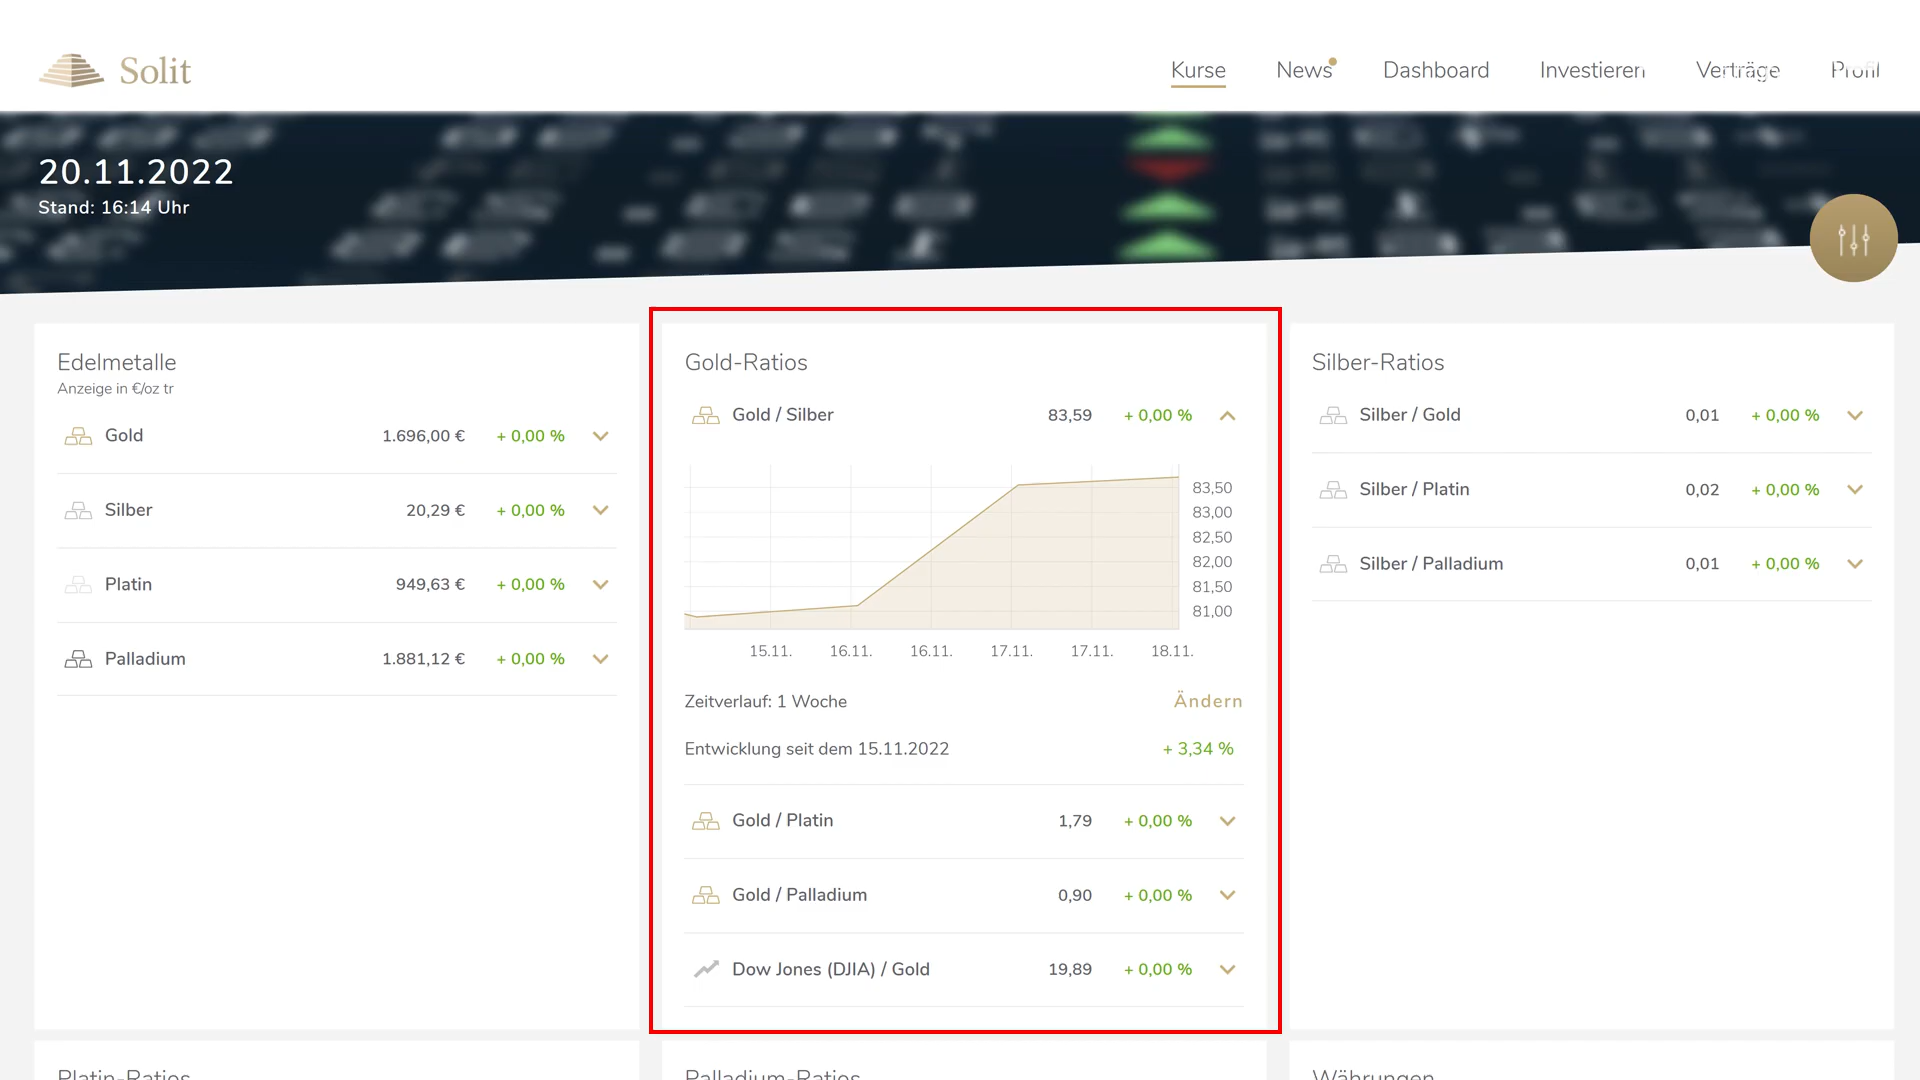 Solit
Kurse
News
Dashboard
Investieren
Verträge
Profil
20.11.2022
Stand: 16:14 Uhr
Edelmetalle
Anzeige in €/oz tr
Gold 1.696,00 € + 0,00 %
Silber 20,29 € + 0,00 %
Platin 949,63 € + 0,00 %
Palladium 1.881,12 € + 0,00 %
Gold-Ratios
Gold / Silber 83,59 + 0,00 %
83,50
83,00
82,50
82,00
81,50
81,00
15.11. 16.11. 16.11. 17.11. 17.11. 18.11.
Zeitverlauf: 1 Woche Ändern
Entwicklung seit dem 15.11.2022 + 3,34 %
Gold / Platin 1,79 + 0,00 %
Gold / Palladium 0,90 + 0,00 %
Dow Jones (DJIA) / Gold 19,89 + 0,00 %
Silber-Ratios
Silber / Gold 0,01 + 0,00 %
Silber / Platin 0,02 + 0,00 %
Silber / Palladium 0,01 + 0,00 %
Platin-Ratios
Palladium-Ratios
Währungen